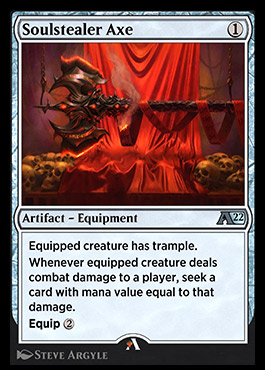 Soulstealer Axe 1
Artifact – Equipment A22
Equipped creature has trample.
Whenever equipped creature deals
combat damage to a player, seek a
card with mana value equal to that
damage.
Equip 2
Steve Argyle